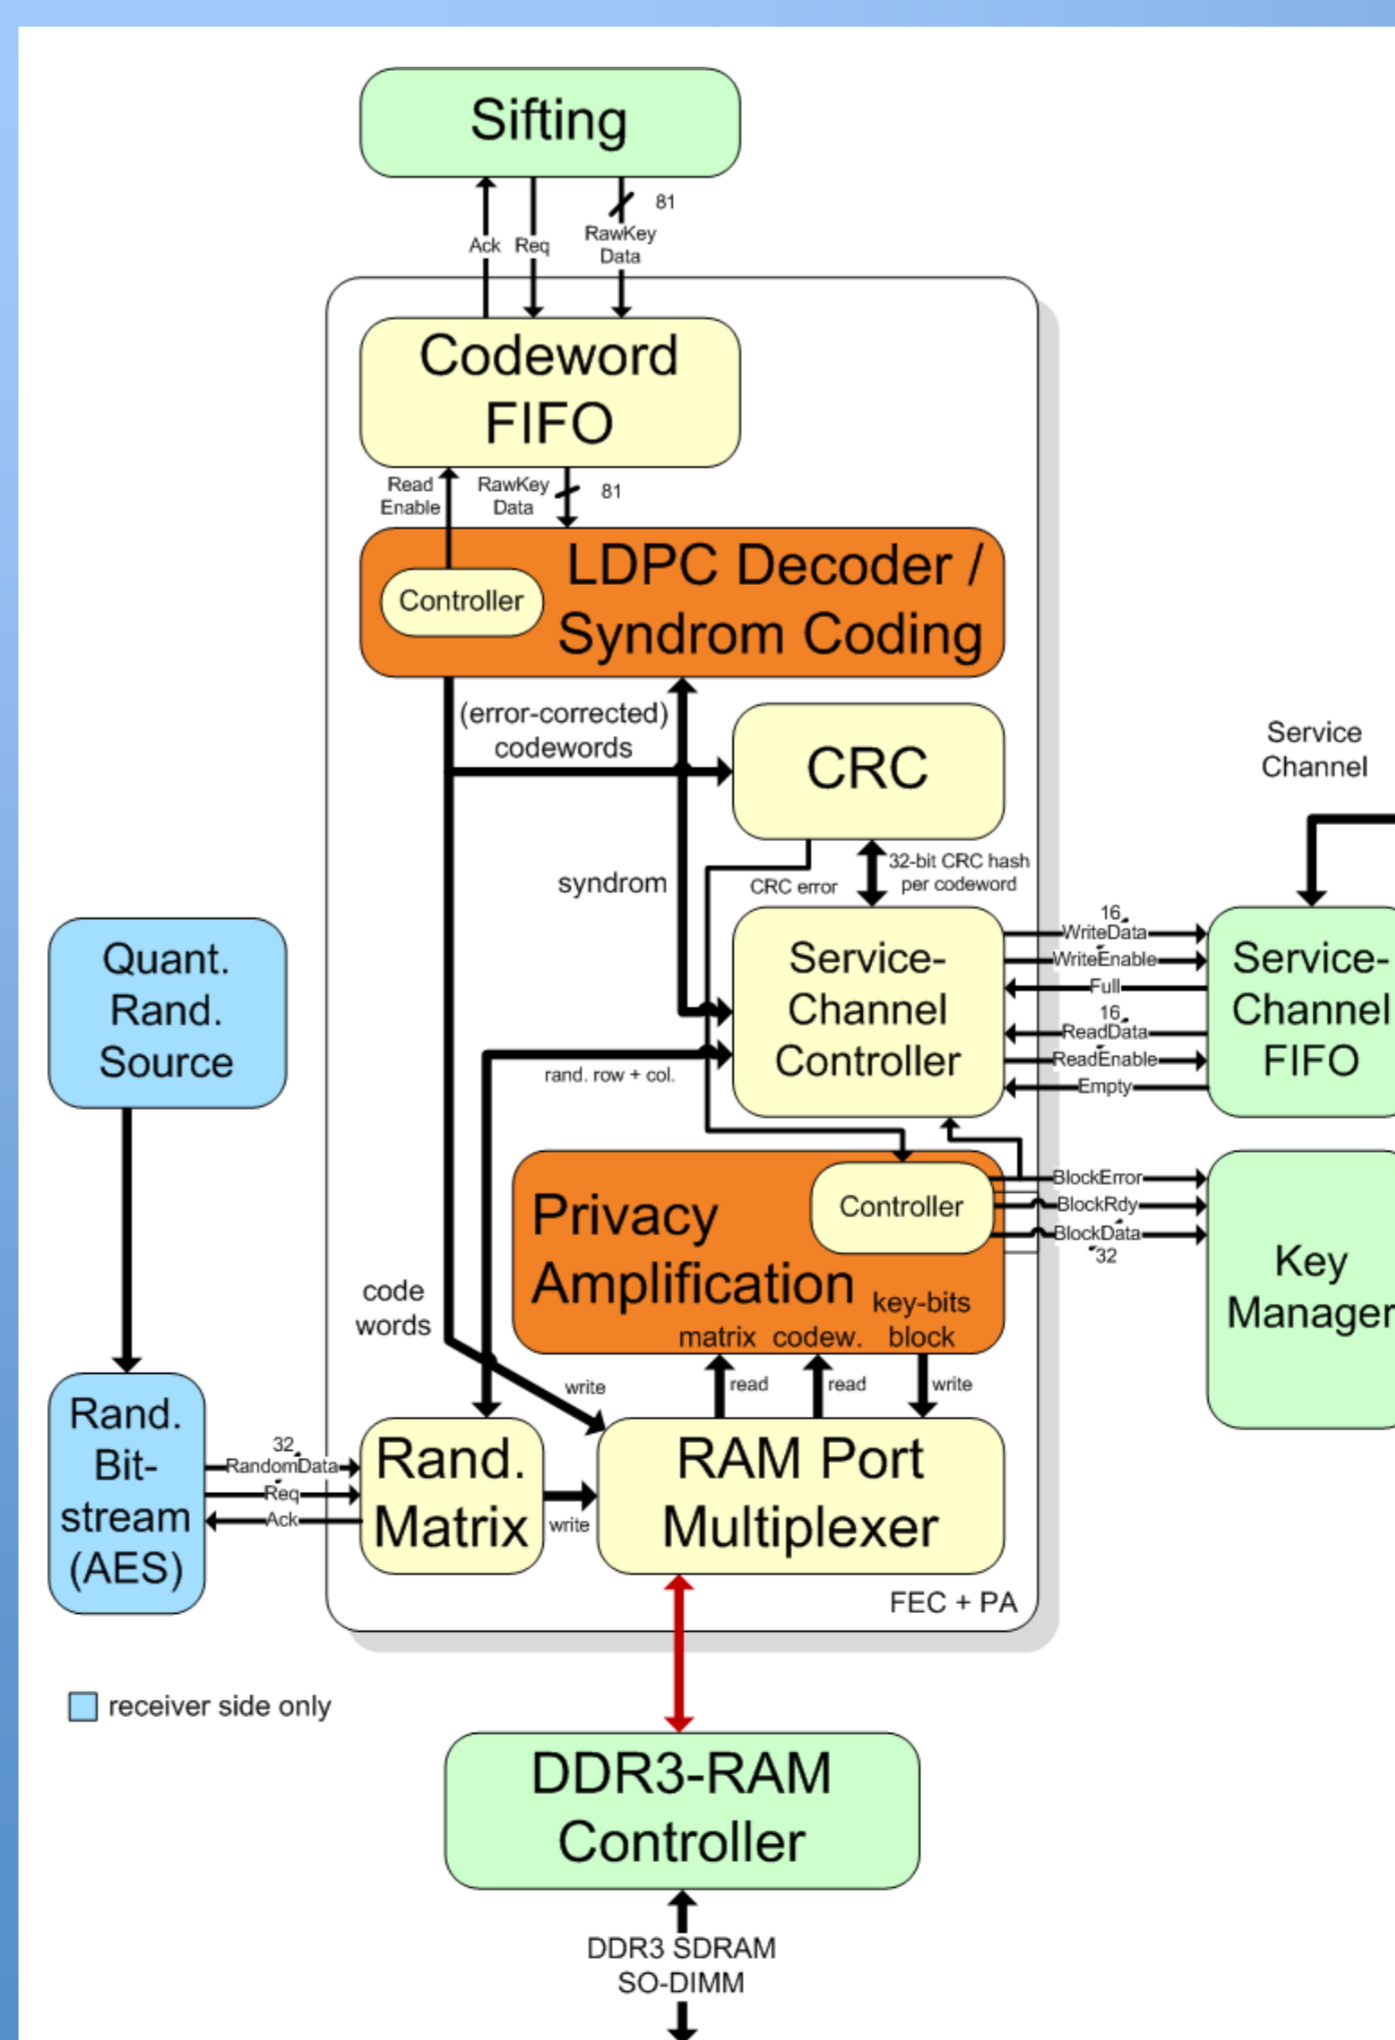 Sifting
81
Ack
Req
RawKey
Data
Codeword
FIFO
Read
Enable
RawKey
Data
81
LDPC Decoder /
Syndrom Coding
Controller
(error-corrected)
codewords
CRC
Service
Channel
syndrom
CRC error
32-bit CRC hash
per codeword
Quant.
Rand.
Source
Service-
Channel
Controller
16
WriteData
WriteEnable
Full
16
ReadData
ReadEnable
Empty
Service-
Channel
FIFO
rand. row + col.
Privacy
Amplification
Controller
BlockError
BlockRdy
BlockData
32
Key
Manager
code
words
key-bits
block
matrix
codew.
write
read
read
write
Rand.
Bit-
stream
(AES)
32
RandomData
Req
Ack
Rand.
Matrix
write
RAM Port
Multiplexer
FEC + PA
receiver side only
DDR3-RAM
Controller
DDR3 SDRAM
SO-DIMM